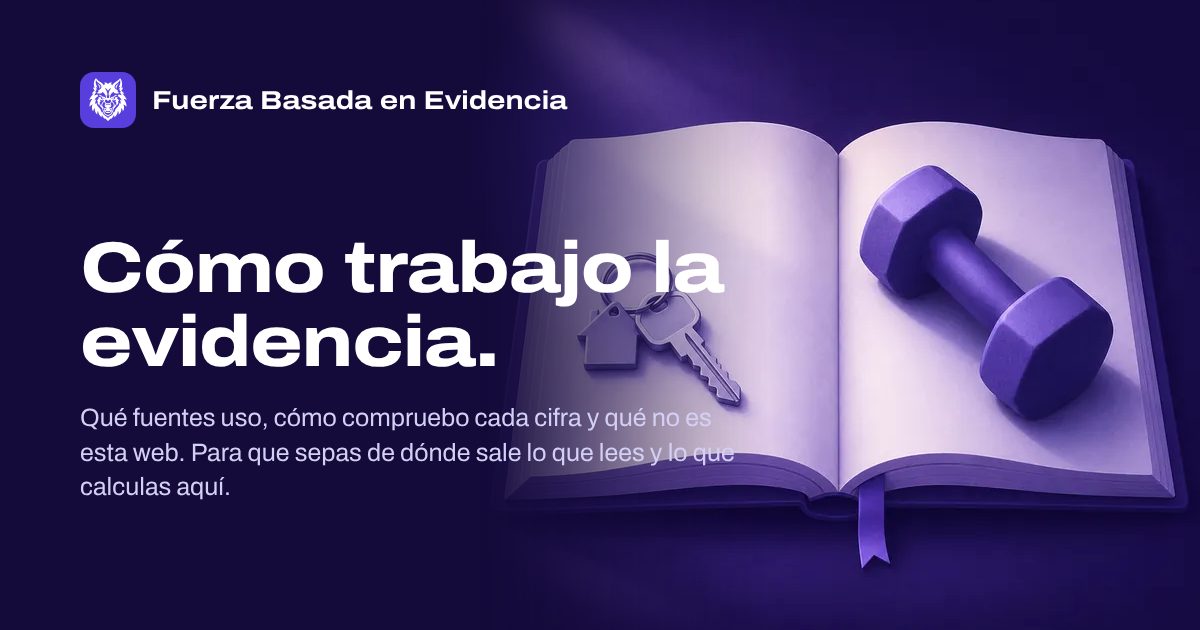 Fuerza Basada en Evidencia
Cómo trabajo la
evidencia.
Qué fuentes uso, cómo compruebo cada cifra y qué no es
esta web. Para que sepas de dónde sale lo que lees y lo que
calculas aquí.